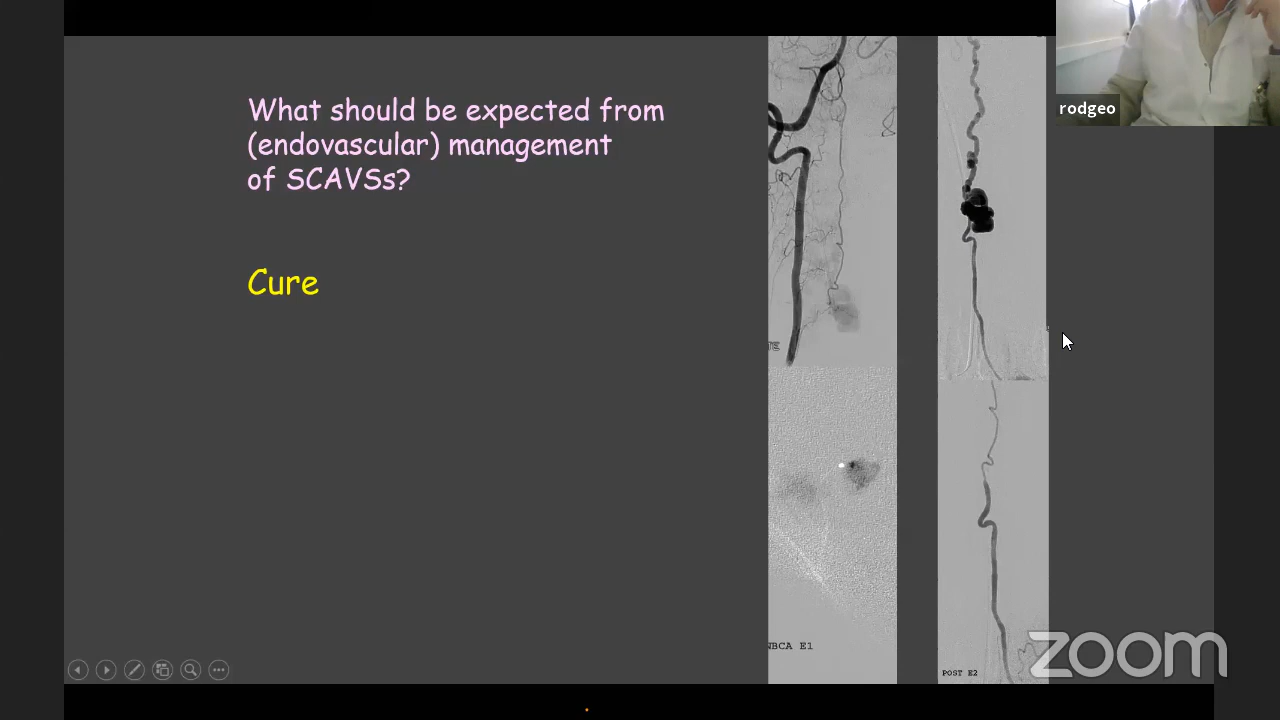 What should be expected from
(endovascular) management
of SCAVSs?
Cure
NBCA E1
POST E2
rodgeo
zoom